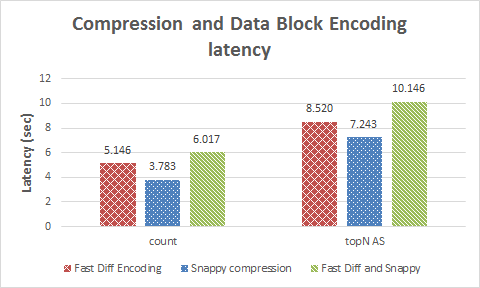 Compression and Data Block Encoding
latency
Latency (sec)
12
10
8
6
4
2
0
5.146
3.783
6.017
8.520
7.243
10.146
count
topN AS
Fast Diff Encoding
Snappy compression
Fast Diff and Snappy